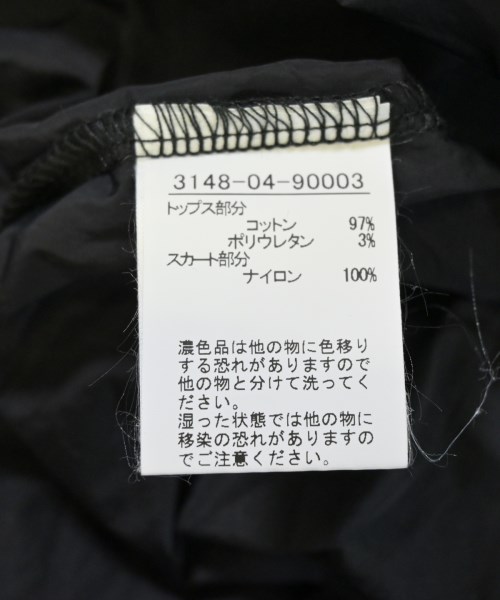 3148-04-90003
トップス部分
コットン 97%
ポリウレタン 3%
スカート部分
ナイロン 100%
濃色品は他の物に色移り
する恐れがありますので
他の物と分けて洗ってく
ださい。
湿った状態では他の物に
移染の恐れがありますの
でご注意ください。